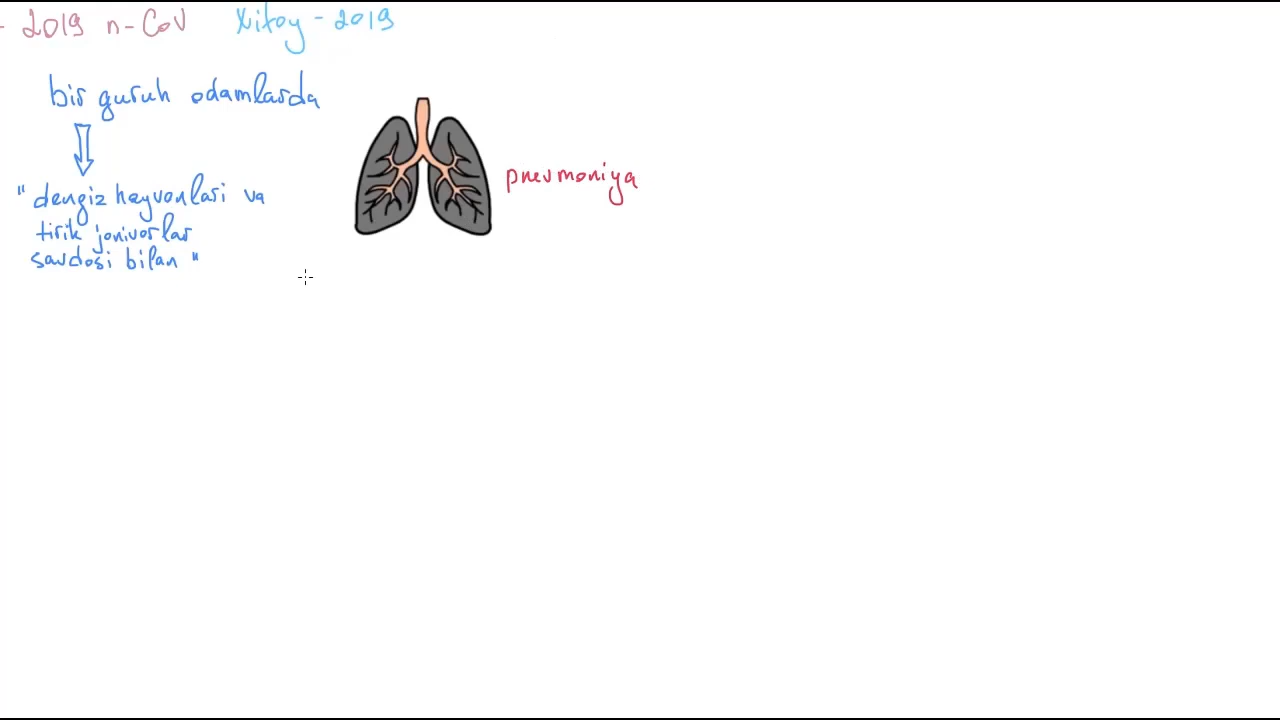 - 2019 n-CoV Xitoy - 2019
bir guruh odamlarda
pnevmoniya
"dengiz hayvonlari va
tirik jonivorlar
savdosi bilan"